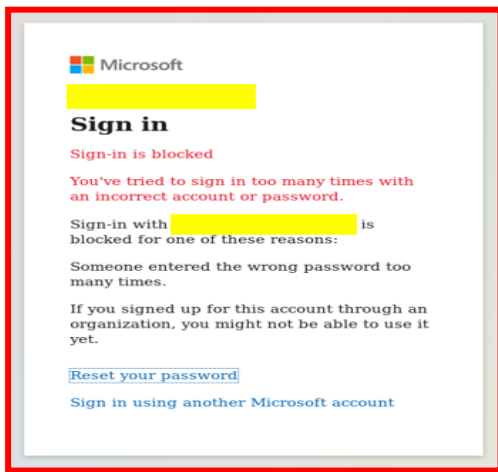 Microsoft
Sign in
Sign-in is blocked
You've tried to sign in too many times with
an incorrect account or password.
Sign-in with is
blocked for one of these reasons:
Someone entered the wrong password too
many times.
If you signed up for this account through an
organization, you might not be able to use it
yet.
Reset your password
Sign in using another Microsoft account